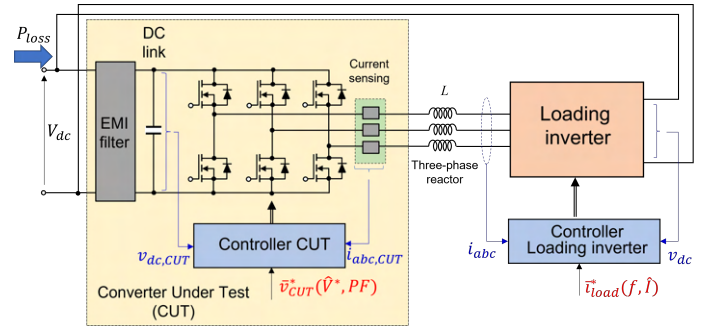 P_loss
DC
link
Current
sensing
EMI
filter
V_dc
L
Loading
inverter
Three-phase
reactor
Controller CUT
v_dc,CUT
i_abc,CUT
Controller
Loading inverter
i_abc
v_dc
v̄*_CUT(V̂*, PF)
ī*_load(f, Î)
Converter Under Test
(CUT)